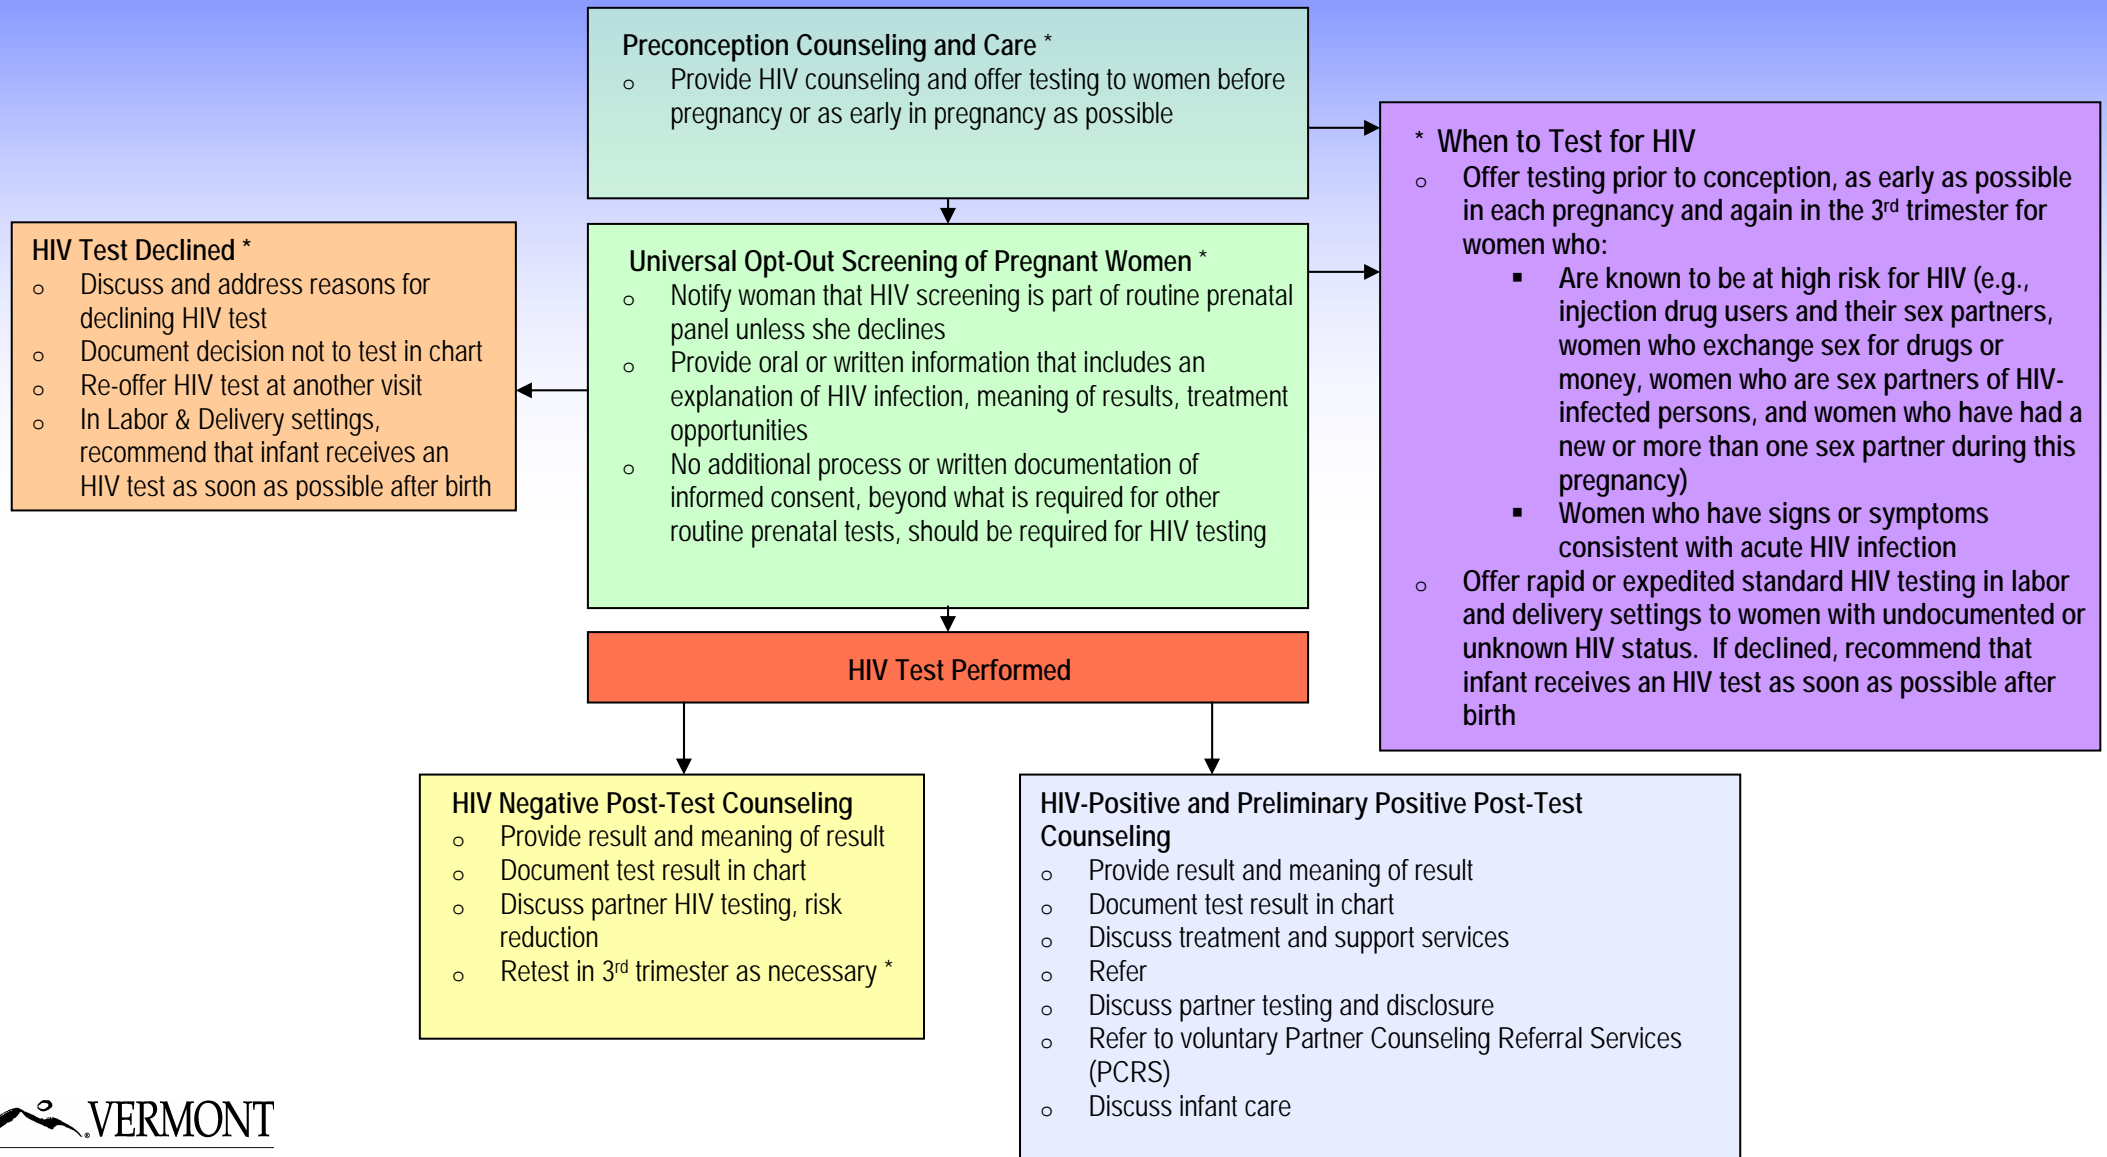 Preconception Counseling and Care *
o Provide HIV counseling and offer testing to women before
pregnancy or as early in pregnancy as possible
* When to Test for HIV
o Offer testing prior to conception, as early as possible
in each pregnancy and again in the 3rd trimester for
women who:
▪ Are known to be at high risk for HIV (e.g.,
injection drug users and their sex partners,
women who exchange sex for drugs or
money, women who are sex partners of HIV-
infected persons, and women who have had a
new or more than one sex partner during this
pregnancy)
▪ Women who have signs or symptoms
consistent with acute HIV infection
o Offer rapid or expedited standard HIV testing in labor
and delivery settings to women with undocumented or
unknown HIV status.  If declined, recommend that
infant receives an HIV test as soon as possible after
birth
HIV Test Declined *
o Discuss and address reasons for
declining HIV test
o Document decision not to test in chart
o Re-offer HIV test at another visit
o In Labor & Delivery settings,
recommend that infant receives an
HIV test as soon as possible after birth
Universal Opt-Out Screening of Pregnant Women *
o Notify woman that HIV screening is part of routine prenatal
panel unless she declines
o Provide oral or written information that includes an
explanation of HIV infection, meaning of results, treatment
opportunities
o No additional process or written documentation of
informed consent, beyond what is required for other
routine prenatal tests, should be required for HIV testing
HIV Test Performed
HIV Negative Post-Test Counseling
o Provide result and meaning of result
o Document test result in chart
o Discuss partner HIV testing, risk
reduction
o Retest in 3rd trimester as necessary *
HIV-Positive and Preliminary Positive Post-Test
Counseling
o Provide result and meaning of result
o Document test result in chart
o Discuss treatment and support services
o Refer
o Discuss partner testing and disclosure
o Refer to voluntary Partner Counseling Referral Services
(PCRS)
o Discuss infant care
VERMONT